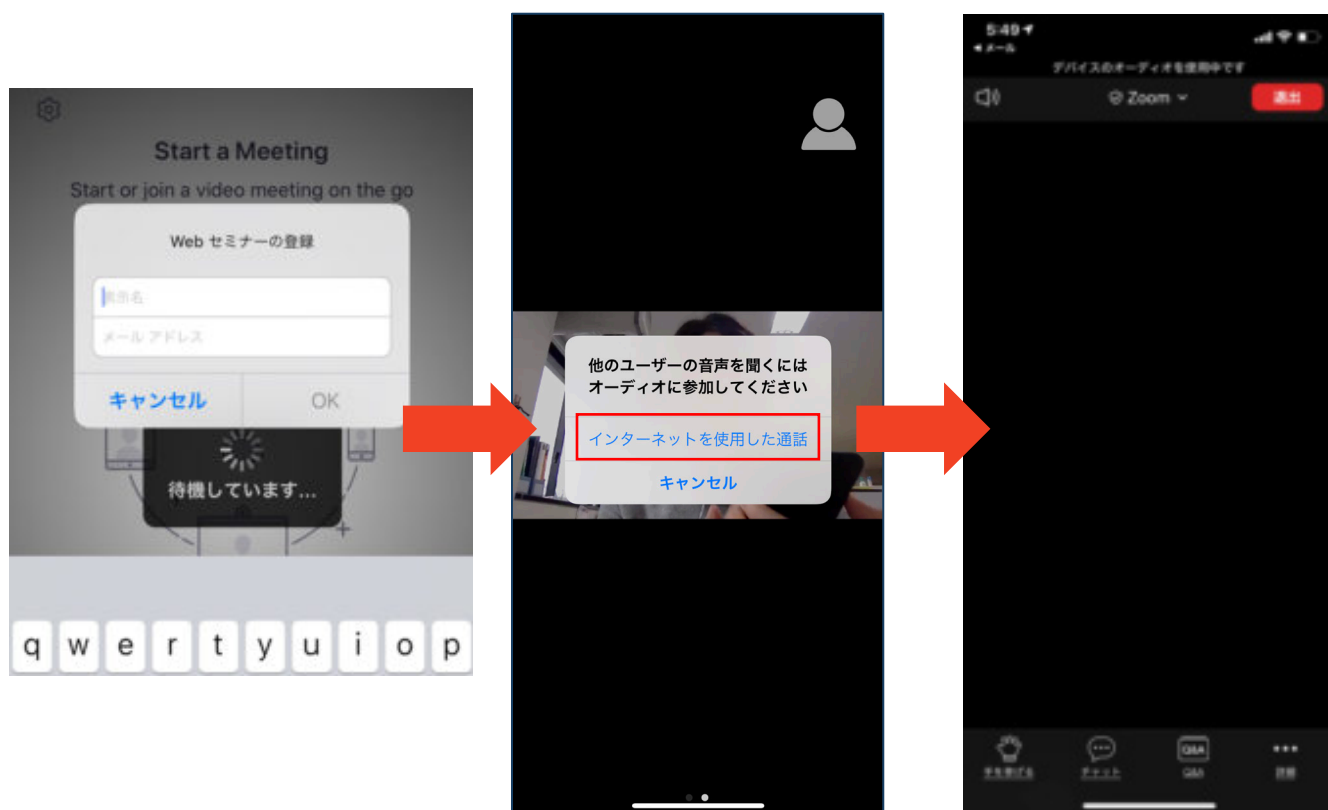 Start a Meeting
Start or join a video meeting on the go
Web セミナーの登録
表示名
メール アドレス
キャンセル
OK
待機しています...
q w e r t y u i o p
他のユーザーの音声を聞くには
オーディオに参加してください
インターネットを使用した通話
キャンセル
5:49
メール
デバイスのオーディオを使用中です
Zoom
退出
手を挙げる
チャット
Q&A
Q&A
詳細